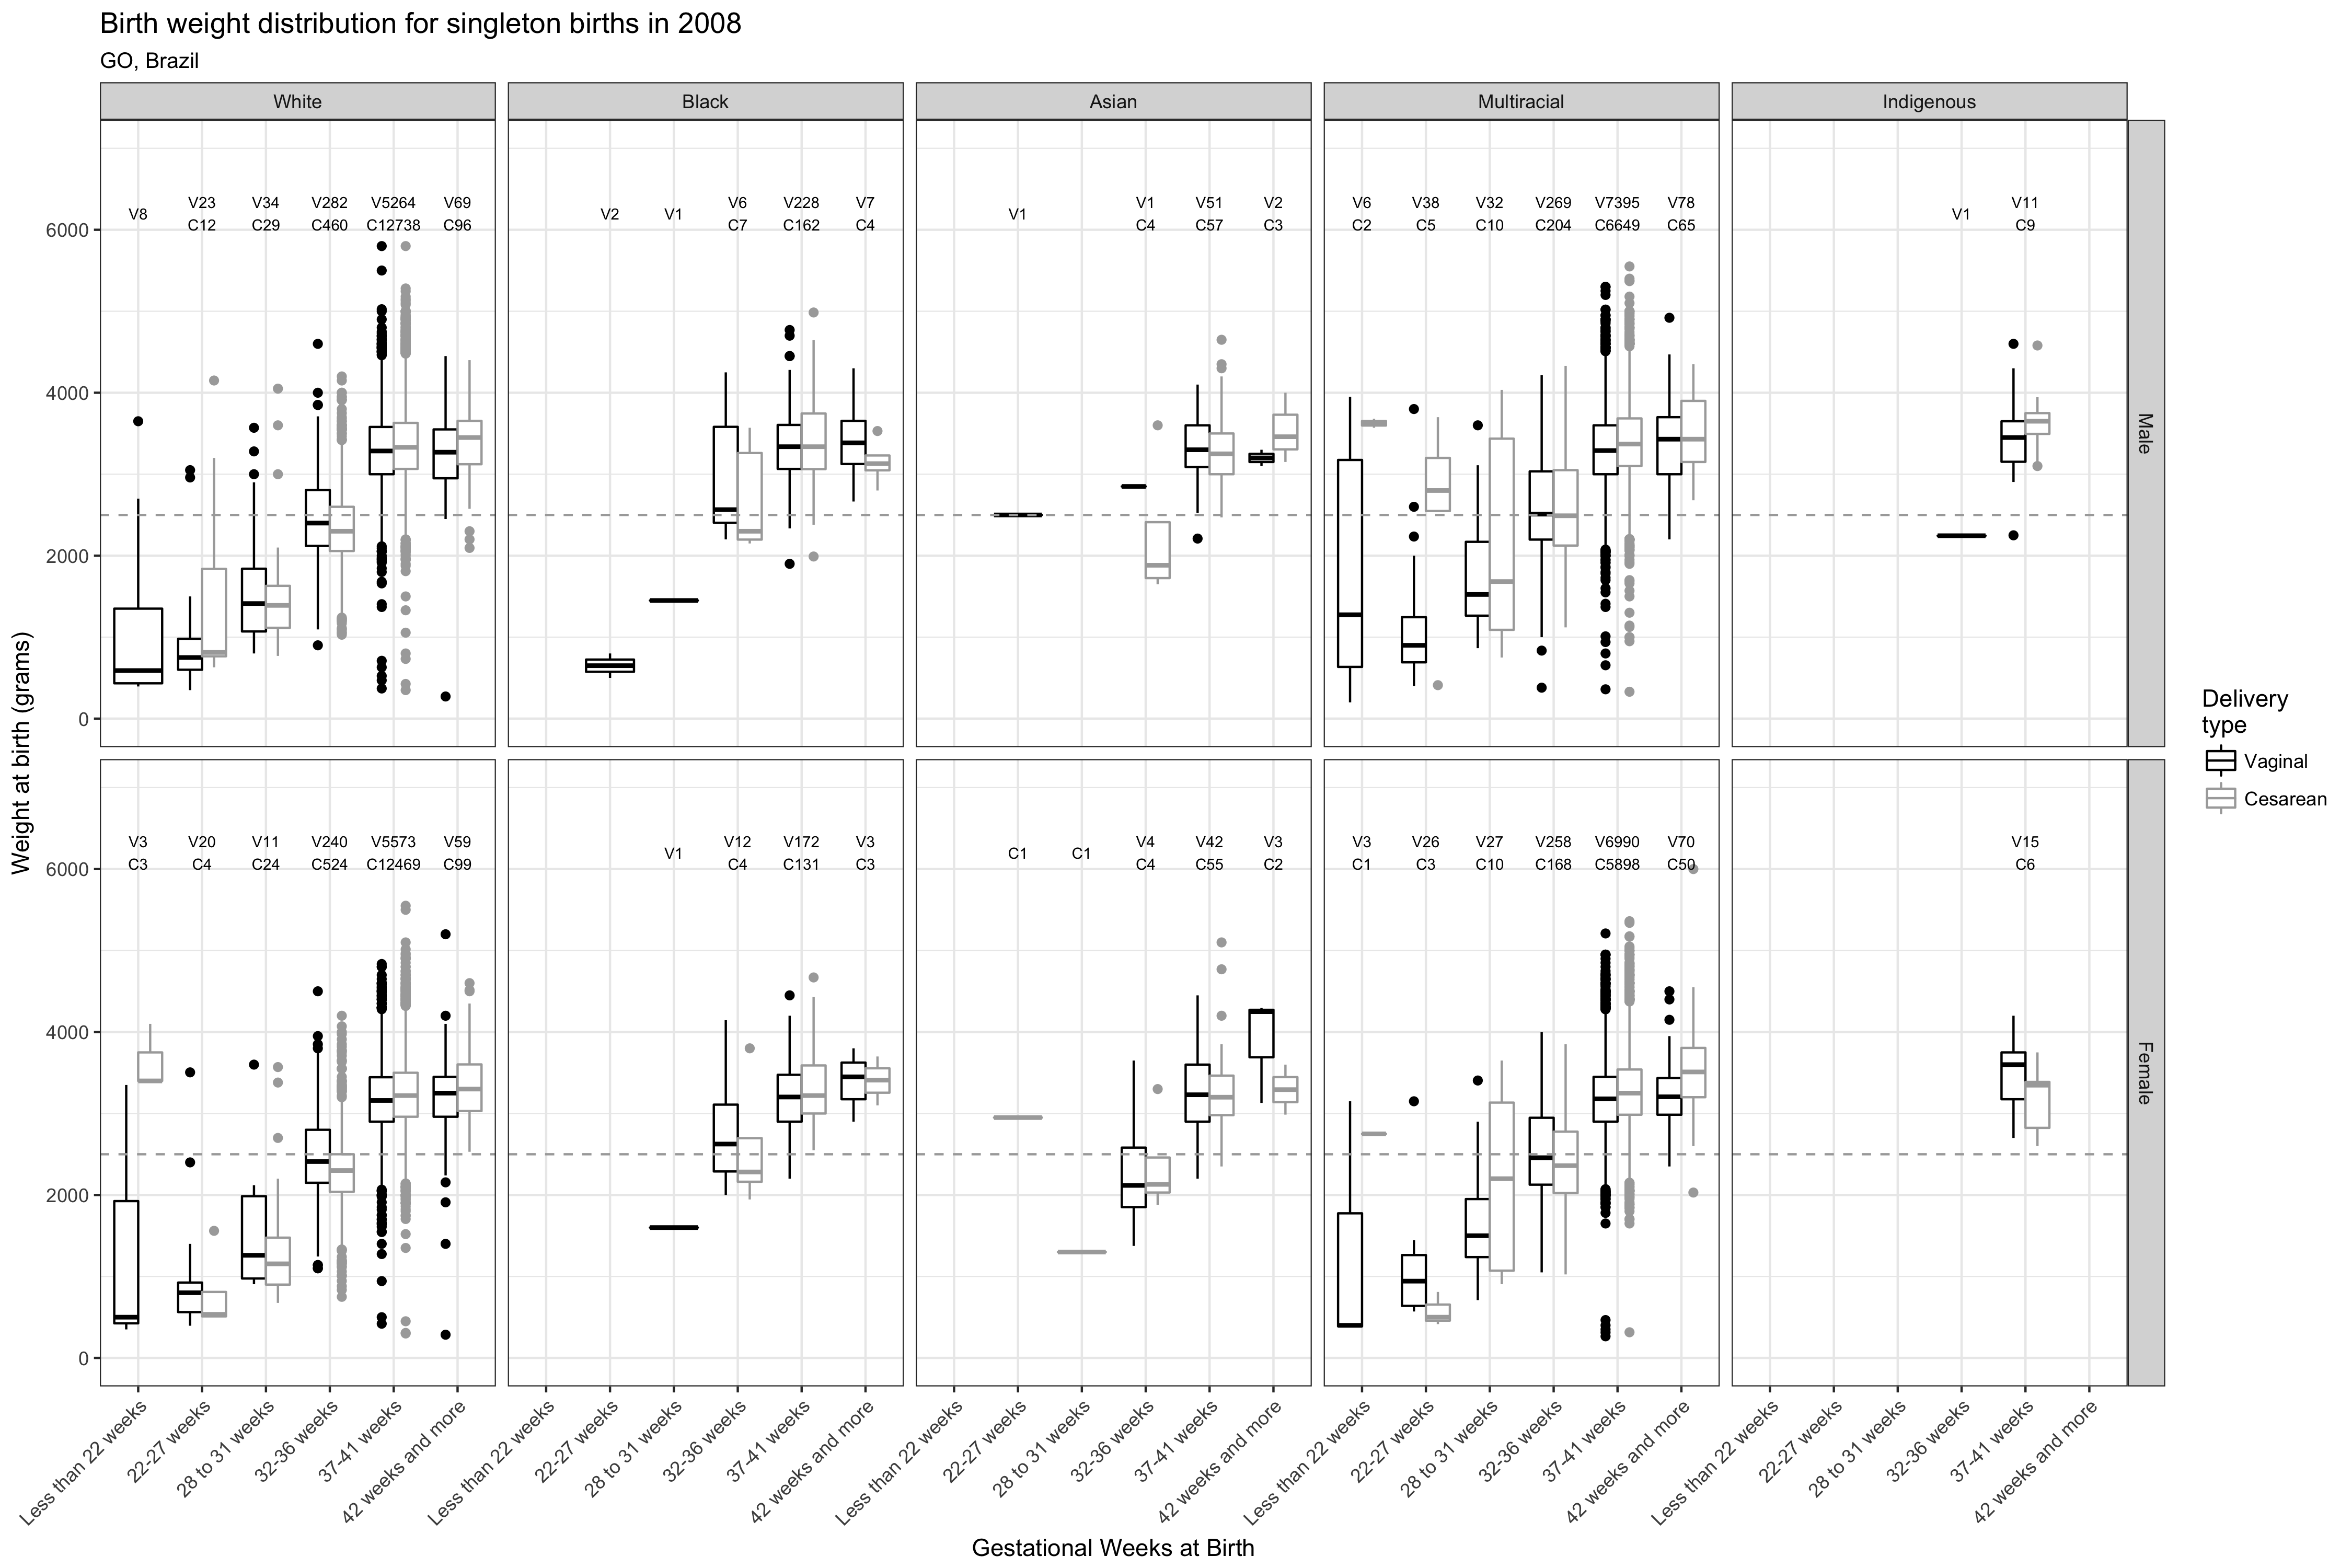 Birth weight distribution for singleton births in 2008
GO, Brazil
White
Black
Asian
Multiracial
Indigenous
V8
V23
C12
V34
C29
V282
C460
V5264
C12738
V69
C96
V2
V1
V6
C7
V228
C162
V7
C4
V1
V1
C4
V51
C57
V2
C3
V6
C2
V38
C5
V32
C10
V269
C204
V7395
C6649
V78
C65
V1
V11
C9
Male
6000
4000
2000
0
V3
C3
V20
C4
V11
C24
V240
C524
V5573
C12469
V59
C99
V1
V12
C4
V172
C131
V3
C3
C1
C1
V4
C4
V42
C55
V3
C2
V3
C1
V26
C3
V27
C10
V258
C168
V6990
C5898
V70
C50
V15
C6
Female
6000
4000
2000
0
Weight at birth (grams)
Less than 22 weeks
22-27 weeks
28 to 31 weeks
32-36 weeks
37-41 weeks
42 weeks and more
Less than 22 weeks
22-27 weeks
28 to 31 weeks
32-36 weeks
37-41 weeks
42 weeks and more
Less than 22 weeks
22-27 weeks
28 to 31 weeks
32-36 weeks
37-41 weeks
42 weeks and more
Less than 22 weeks
22-27 weeks
28 to 31 weeks
32-36 weeks
37-41 weeks
42 weeks and more
Less than 22 weeks
22-27 weeks
28 to 31 weeks
32-36 weeks
37-41 weeks
42 weeks and more
Gestational Weeks at Birth
Delivery
type
Vaginal
Cesarean